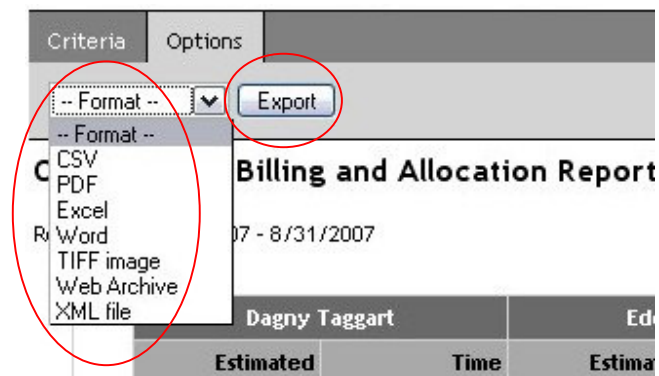 Criteria Options
-- Format -- Export
-- Format --
CSV
PDF
Billing and Allocation Report
Excel
Word
07 - 8/31/2007
TIFF image
Web Archive
XML file
Dagny Taggart
Estimated Time